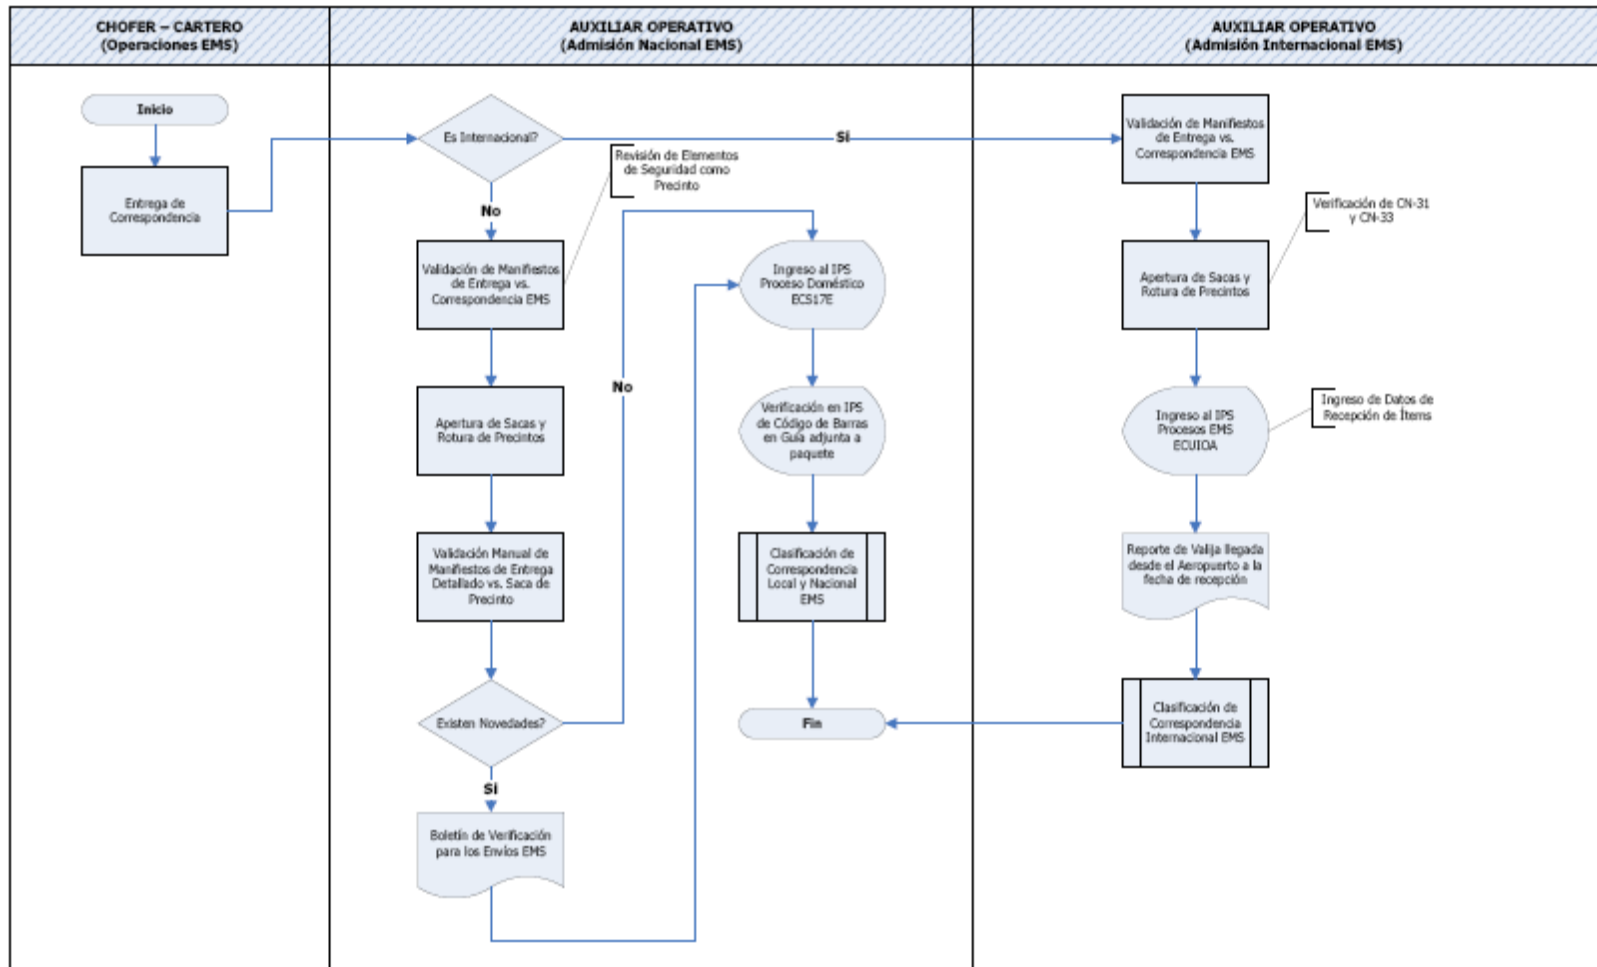 CHOFER – CARTERO
(Operaciones EMS)
AUXILIAR OPERATIVO
(Admisión Nacional EMS)
AUXILIAR OPERATIVO
(Admisión Internacional EMS)
Inicio
Entrega de
Correspondencia
Es Internacional?
Si
No
Revisión de Elementos
de Seguridad como
Precinto
Validación de Manifiestos
de Entrega vs.
Correspondencia EMS
Apertura de Sacas y
Rotura de Precintos
Validación Manual de
Manifiestos de Entrega
Detallado vs. Saca de
Precinto
Existen Novedades?
No
Si
Boletín de Verificación
para los Envíos EMS
Ingreso al IPS
Proceso Doméstico
ECS17E
Verificación en IPS
de Código de Barras
en Guía adjunta a
paquete
Clasificación de
Correspondencia
Local y Nacional
EMS
Fin
Validación de Manifiestos
de Entrega vs.
Correspondencia EMS
Verificación de CN-31
y CN-33
Apertura de Sacas y
Rotura de Precintos
Ingreso al IPS
Procesos EMS
ECUIOA
Ingreso de Datos de
Recepción de Ítems
Reporte de Valija llegada
desde el Aeropuerto a la
fecha de recepción
Clasificación de
Correspondencia
Internacional EMS